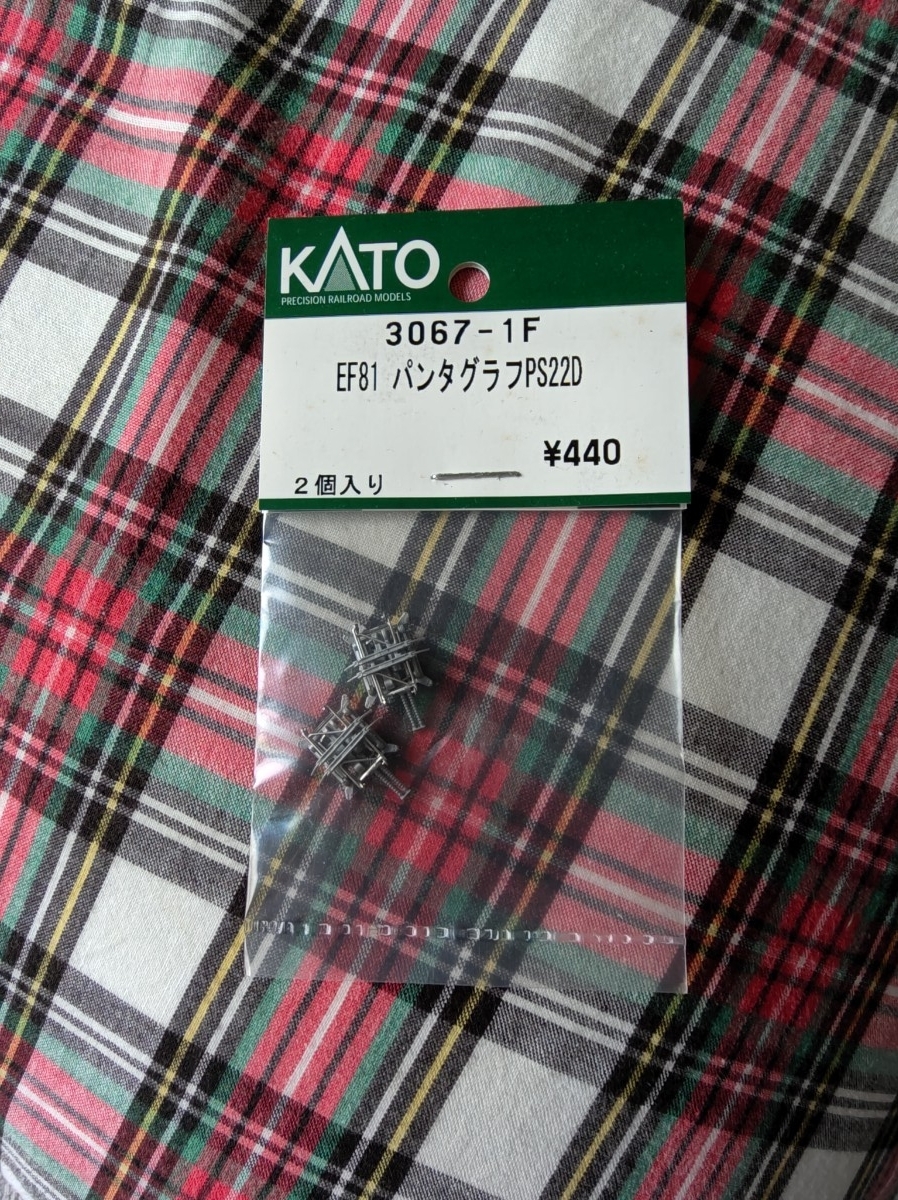 KATO
PRECISION RAILROAD MODELS
3067-1F
EF81 パンタグラフPS22D
¥440
2個入り